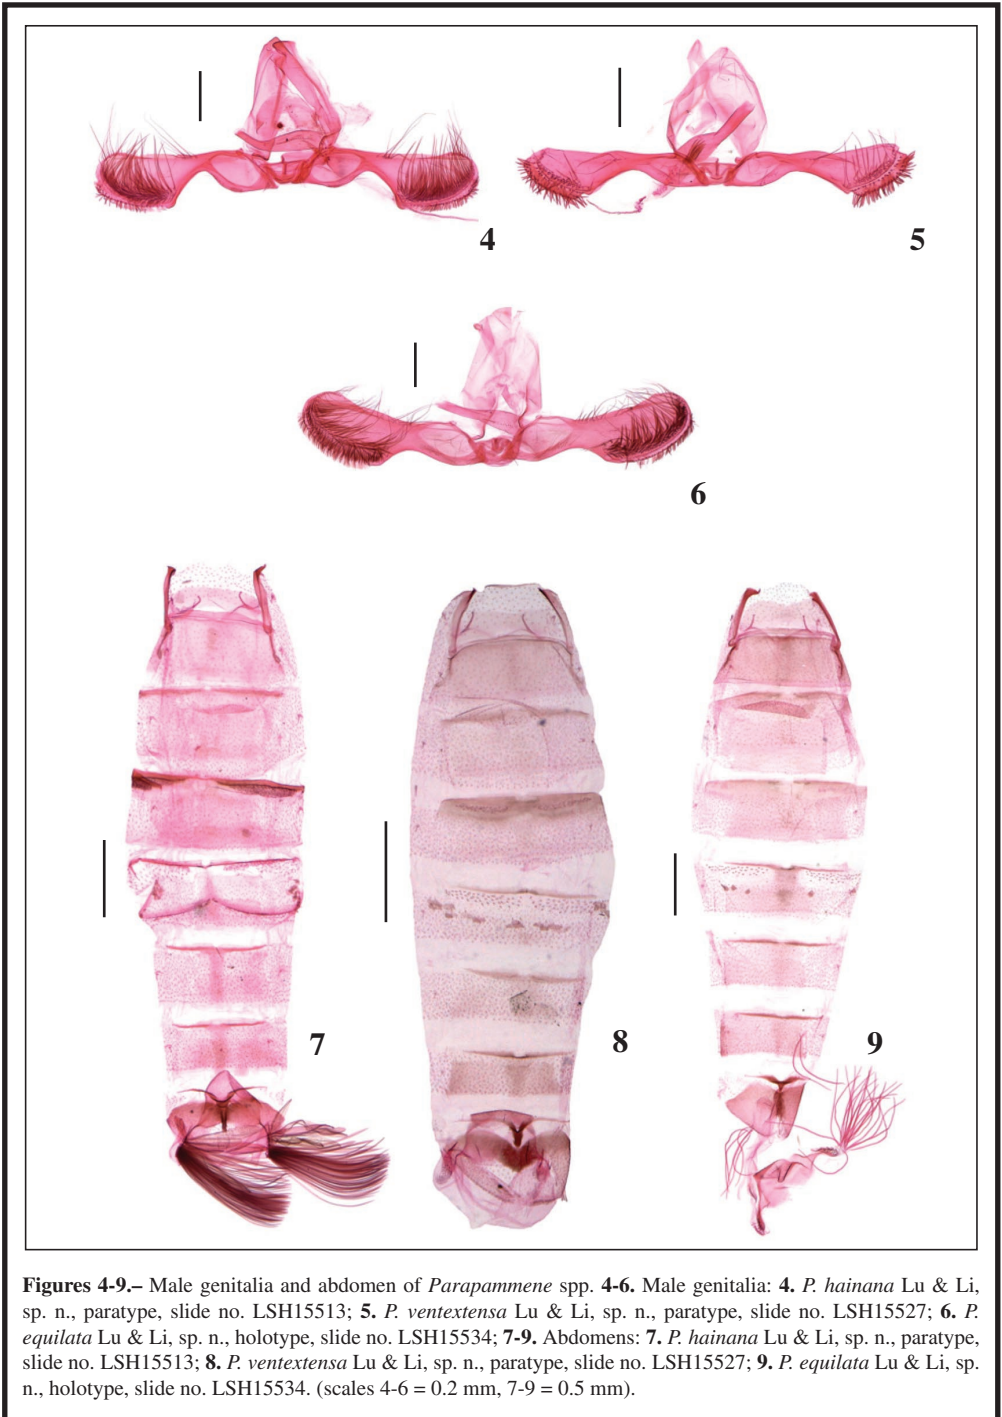 4
5
6
7
8
9
Figures 4-9.– Male genitalia and abdomen of Parapammene spp. 4-6. Male genitalia: 4. P. hainana Lu & Li,
sp. n., paratype, slide no. LSH15513; 5. P. ventextensa Lu & Li, sp. n., paratype, slide no. LSH15527; 6. P.
equilata Lu & Li, sp. n., holotype, slide no. LSH15534; 7-9. Abdomens: 7. P. hainana Lu & Li, sp. n., paratype,
slide no. LSH15513; 8. P. ventextensa Lu & Li, sp. n., paratype, slide no. LSH15527; 9. P. equilata Lu & Li, sp.
n., holotype, slide no. LSH15534. (scales 4-6 = 0.2 mm, 7-9 = 0.5 mm).